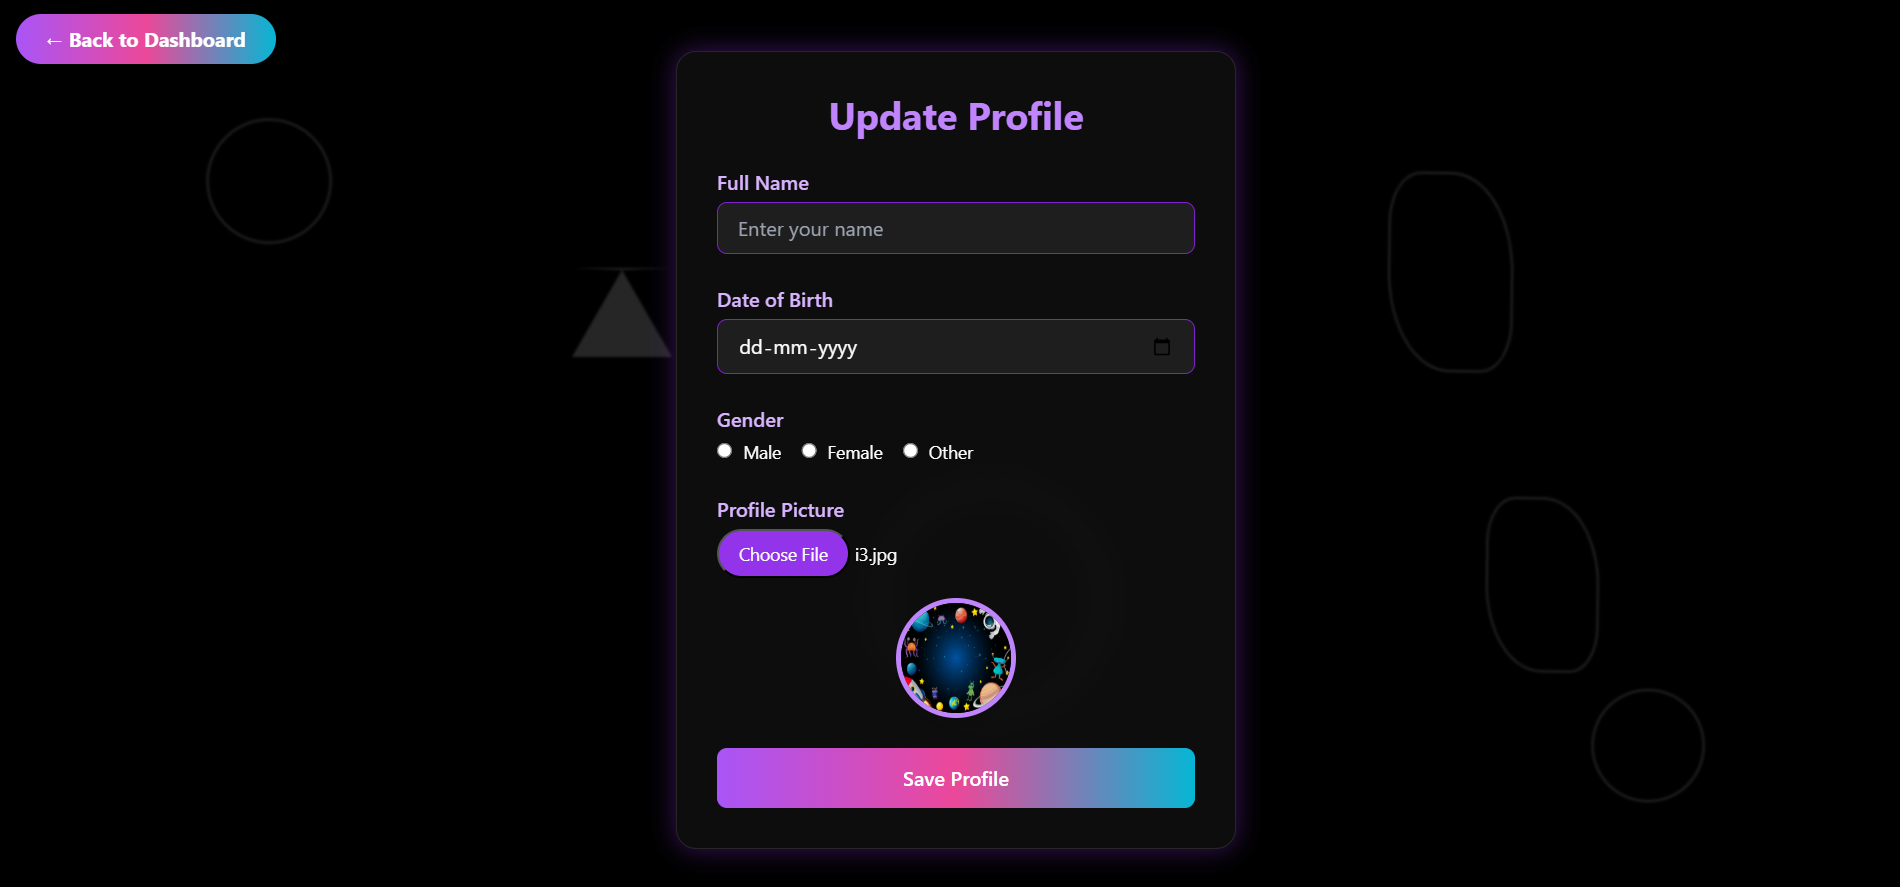 ← Back to Dashboard
Update Profile
Full Name
Enter your name
Date of Birth
dd-mm-yyyy
Gender
Male Female Other
Profile Picture
Choose File i3.jpg
Save Profile